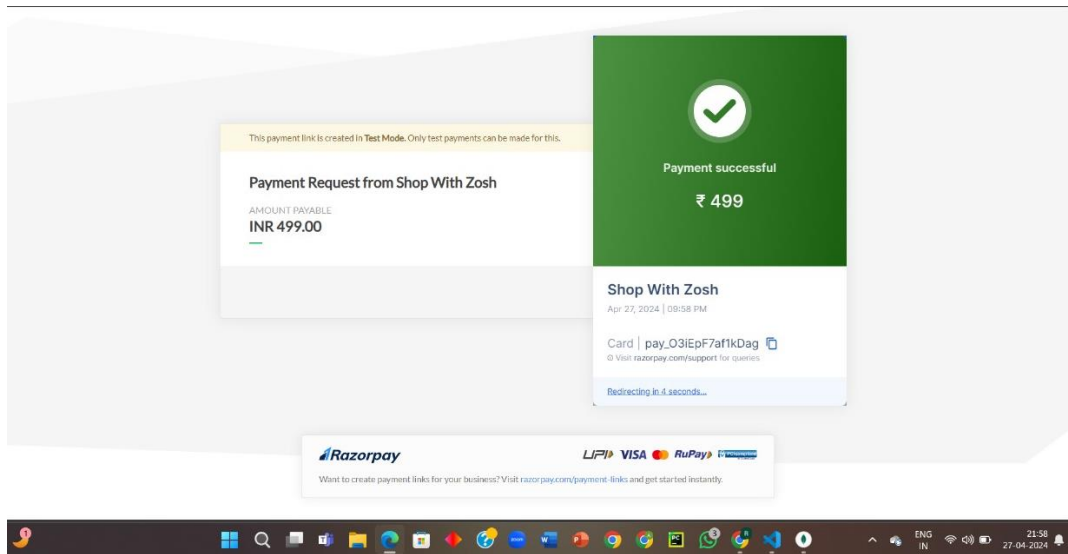 This payment link is created in Test Mode. Only test payments can be made for this.
Payment Request from Shop With Zosh
AMOUNT PAYABLE
INR 499.00
Payment successful
₹ 499
Shop With Zosh
Apr 27, 2024 | 09:58 PM
Card | pay_O3iEpF7af1kDag
Visit razorpay.com/support for queries
Redirecting in 4 seconds...
Razorpay
UPI VISA RuPay
Want to create payment links for your business? Visit razorpay.com/payment-links and get started instantly.
ENG
IN
21:58
27-04-2024